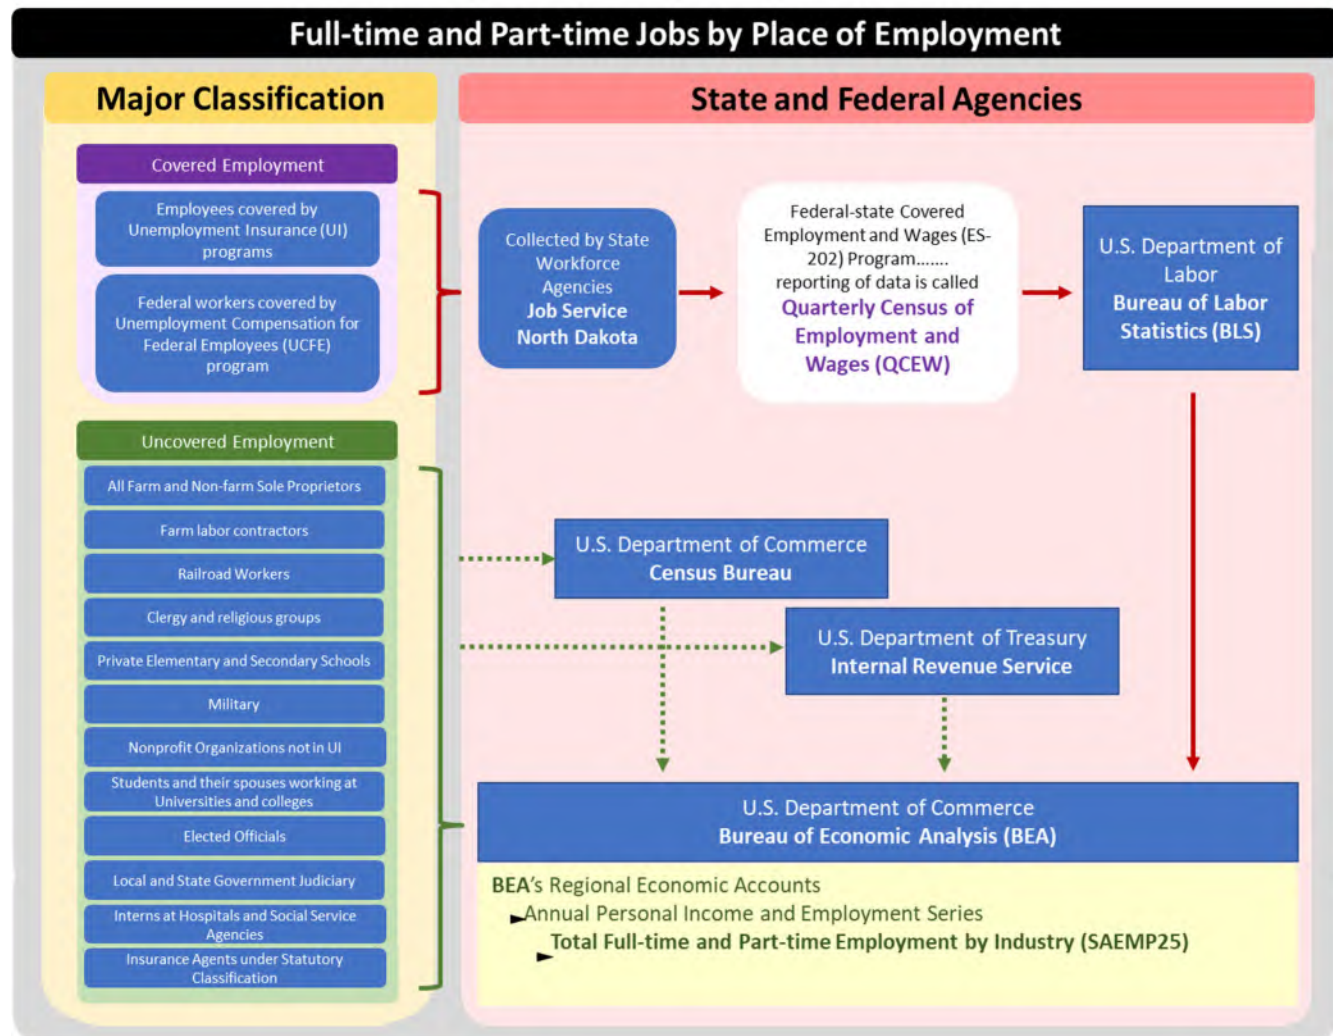 Full-time and Part-time Jobs by Place of Employment
Major Classification
Covered Employment
Employees covered by
Unemployment Insurance (UI)
programs
Federal workers covered by
Unemployment Compensation for
Federal Employees (UCFE)
program
Uncovered Employment
All Farm and Non-farm Sole Proprietors
Farm labor contractors
Railroad Workers
Clergy and religious groups
Private Elementary and Secondary Schools
Military
Nonprofit Organizations not in UI
Students and their spouses working at
Universities and colleges
Elected Officials
Local and State Government Judiciary
Interns at Hospitals and Social Service
Agencies
Insurance Agents under Statutory
Classification
State and Federal Agencies
Collected by State
Workforce
Agencies
Job Service
North Dakota
Federal-state Covered
Employment and Wages (ES-
202) Program.......
reporting of data is called
Quarterly Census of
Employment and
Wages (QCEW)
U.S. Department of
Labor
Bureau of Labor
Statistics (BLS)
U.S. Department of Commerce
Census Bureau
U.S. Department of Treasury
Internal Revenue Service
U.S. Department of Commerce
Bureau of Economic Analysis (BEA)
BEA's Regional Economic Accounts
Annual Personal Income and Employment Series
Total Full-time and Part-time Employment by Industry (SAEMP25)